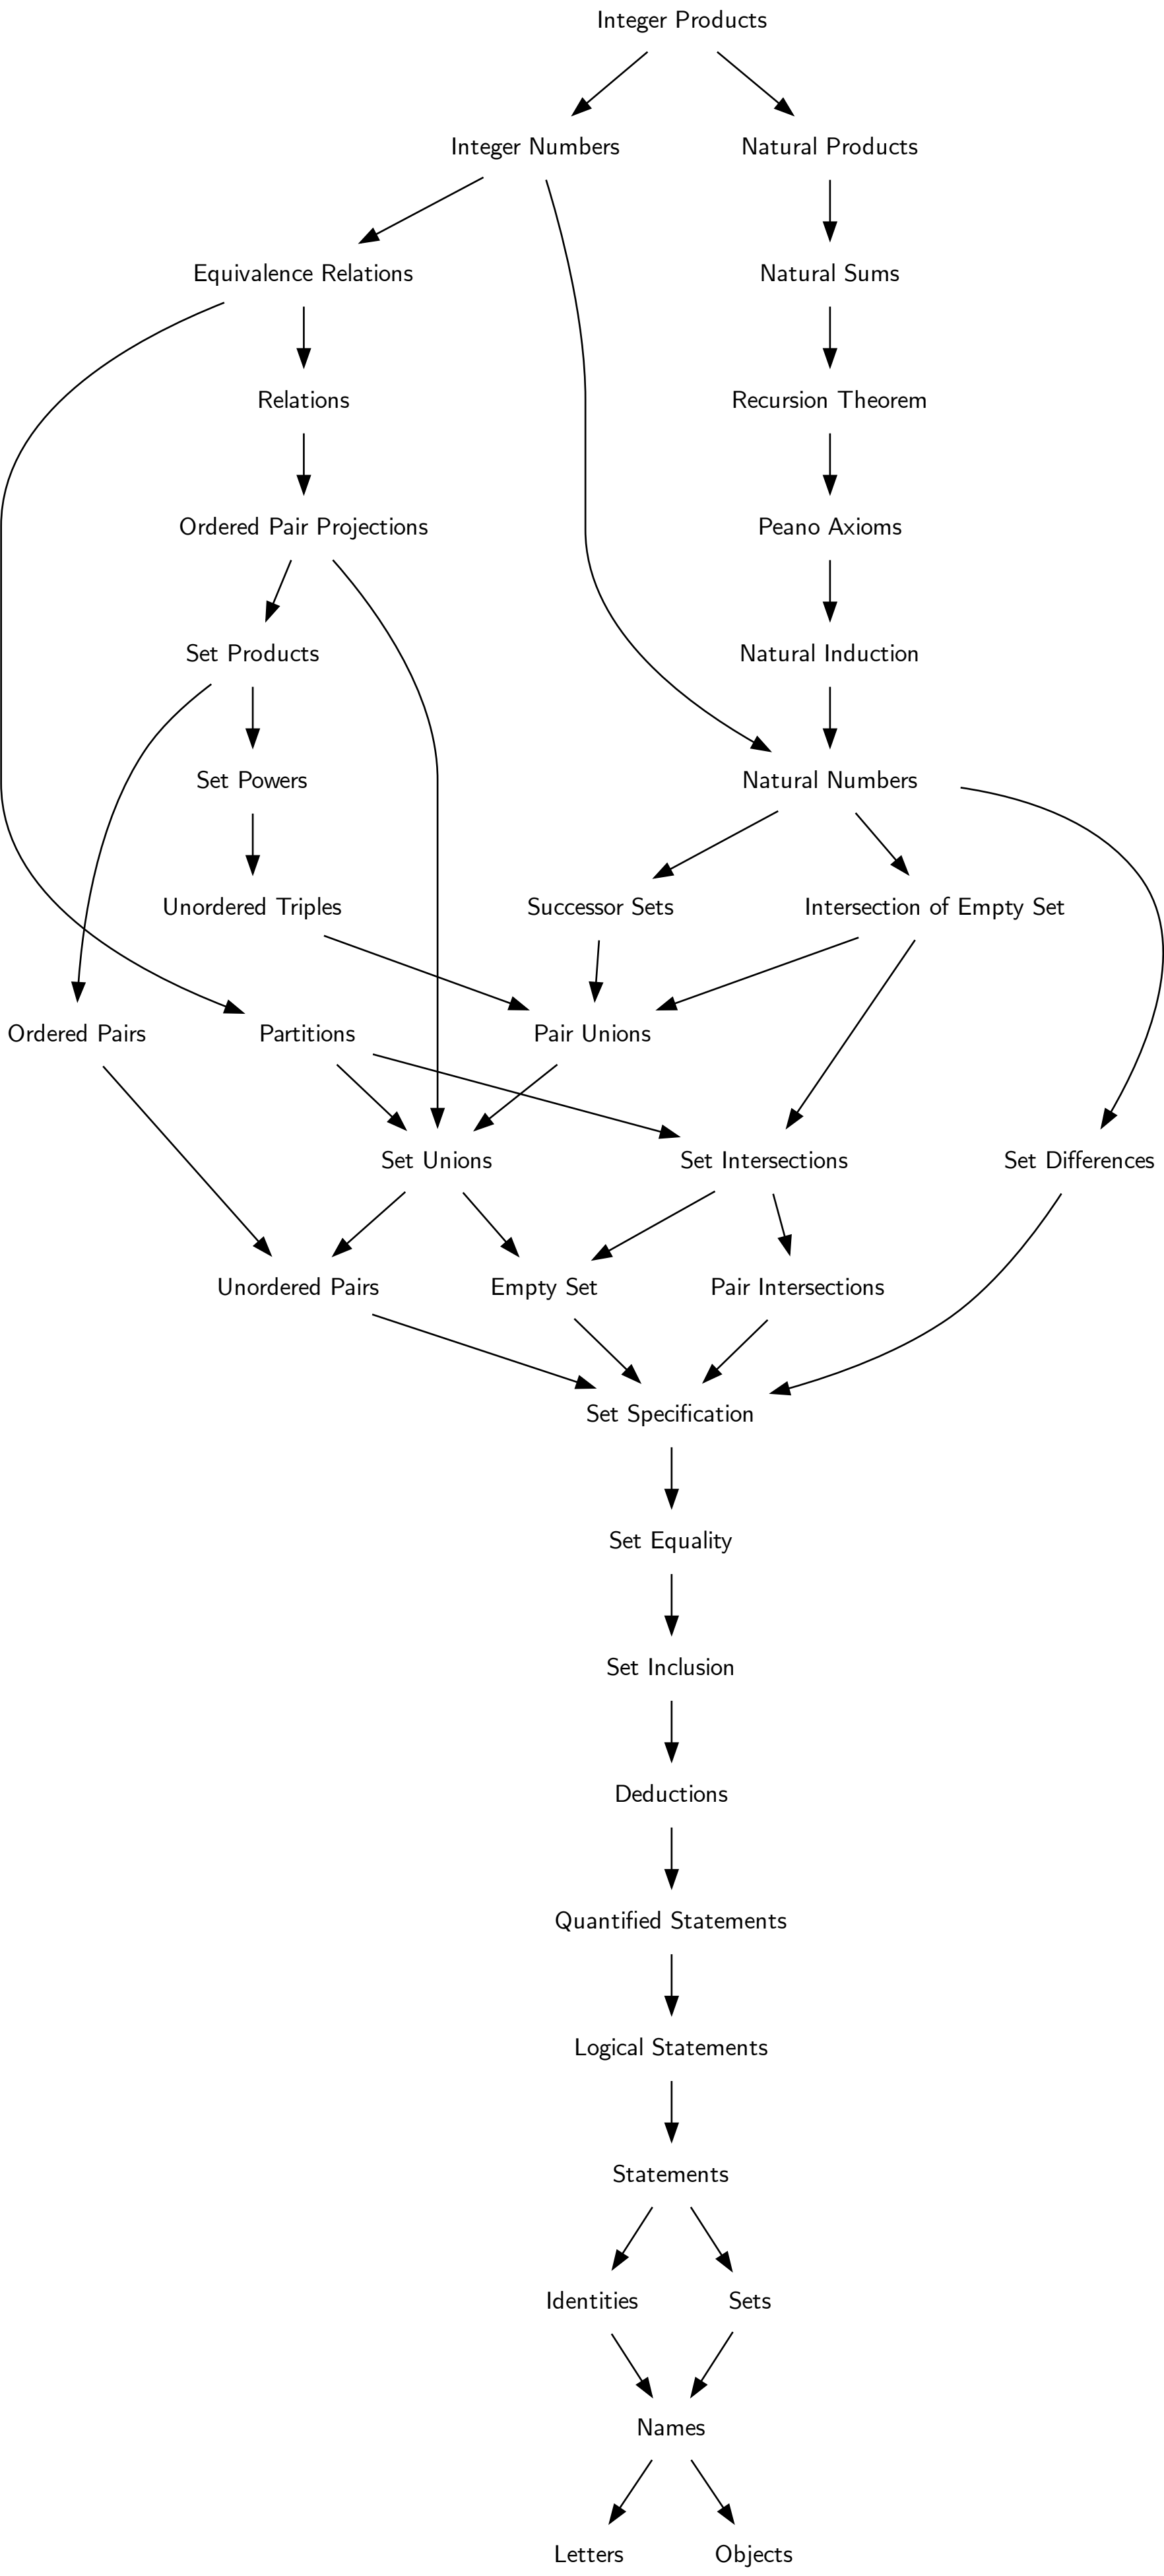 Integer Products
Integer Numbers
Natural Products
Equivalence Relations
Natural Sums
Relations
Recursion Theorem
Ordered Pair Projections
Peano Axioms
Set Products
Natural Induction
Set Powers
Natural Numbers
Unordered Triples
Successor Sets
Intersection of Empty Set
Ordered Pairs
Partitions
Pair Unions
Set Unions
Set Intersections
Set Differences
Unordered Pairs
Empty Set
Pair Intersections
Set Specification
Set Equality
Set Inclusion
Deductions
Quantified Statements
Logical Statements
Statements
Identities
Sets
Names
Letters
Objects